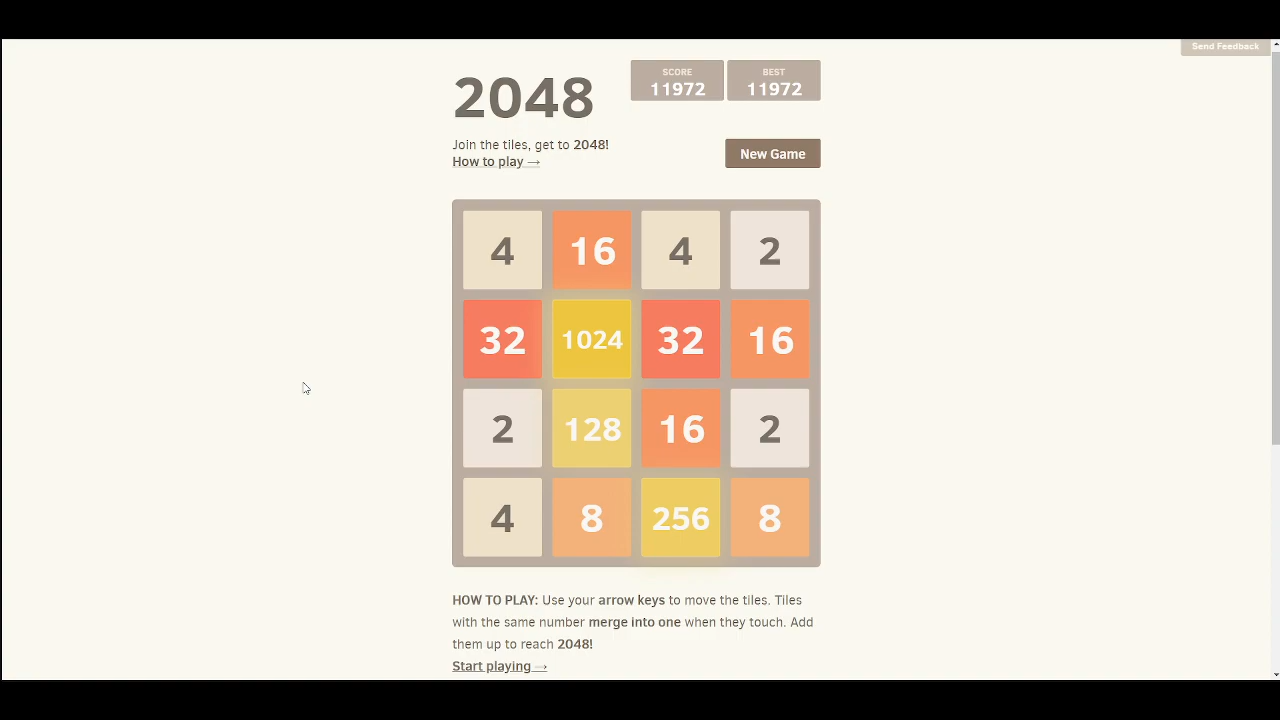 Send Feedback
2048
SCORE
11972
BEST
11972
Join the tiles, get to 2048!
How to play →
New Game
4 16 4 2
32 1024 32 16
2 128 16 2
4 8 256 8
HOW TO PLAY: Use your arrow keys to move the tiles. Tiles
with the same number merge into one when they touch. Add
them up to reach 2048!
Start playing →